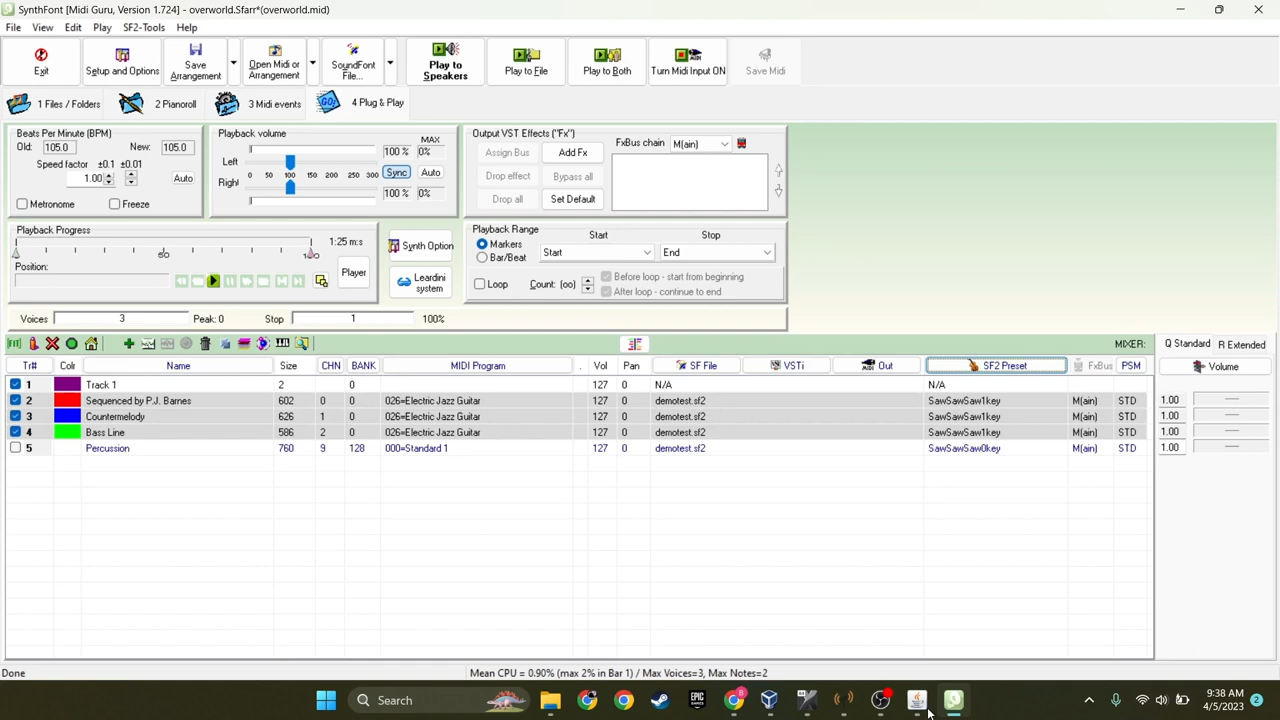 SynthFont [Midi Guru, Version 1.724] - overworld.Sfarr*(overworld.mid)
File View Edit Play SF2-Tools Help
Exit Setup and Options Save Arrangement Open Midi or Arrangement SoundFont File... Play to Speakers Play to File Play to Both Turn Midi Input ON Save Midi
1 Files / Folders 2 Pianoroll 3 Midi events GO! 4 Plug & Play
Beats Per Minute (BPM)
Old: 105.0 New: 105.0
Speed factor ±0.1 ±0.01
1.00 Auto
Metronome Freeze
Playback volume MAX
100 % 0%
Left
0 50 100 150 200 250 300 Sync Auto
Right
100 % 0%
Output VST Effects ("Fx") FxBus chain M(ain)
Assign Bus Add Fx
Drop effect Bypass all
Drop all Set Default
Playback Progress
1:25 m:s
0 50 100
Position: Player
Synth Option
Leardini system
Playback Range Start Stop
Markers Start End
Bar/Beat
Loop Count: (oo) Before loop - start from beginning
After loop - continue to end
Voices 3 Peak: 0 Stop 1 100%
MIXER: Q Standard R Extended
Tr# Colr Name Size CHN BANK MIDI Program . Vol Pan SF File VSTi Out SF2 Preset FxBus PSM Volume
1 Track 1 2 0 127 0 N/A N/A
2 Sequenced by P.J. Barnes 602 0 0 026=Electric Jazz Guitar 127 0 demotest.sf2 SawSawSaw1key M(ain) STD 1.00
3 Countermelody 626 1 0 026=Electric Jazz Guitar 127 0 demotest.sf2 SawSawSaw1key M(ain) STD 1.00
4 Bass Line 586 2 0 026=Electric Jazz Guitar 127 0 demotest.sf2 SawSawSaw1key M(ain) STD 1.00
5 Percussion 760 9 128 000=Standard 1 127 0 demotest.sf2 SawSawSaw0key M(ain) STD 1.00
Done Mean CPU = 0.90% (max 2% in Bar 1) / Max Voices=3, Max Notes=2
Search
9:38 AM
4/5/2023
2